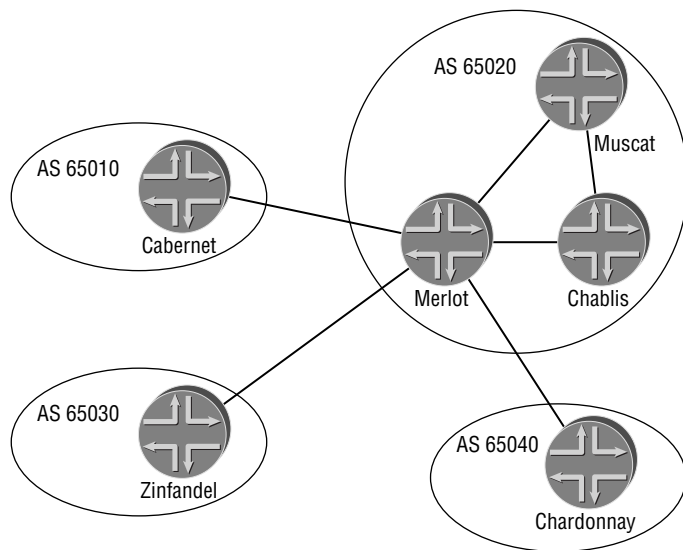 AS 65020
Muscat
AS 65010
Cabernet
Merlot
Chablis
AS 65030
Zinfandel
AS 65040
Chardonnay